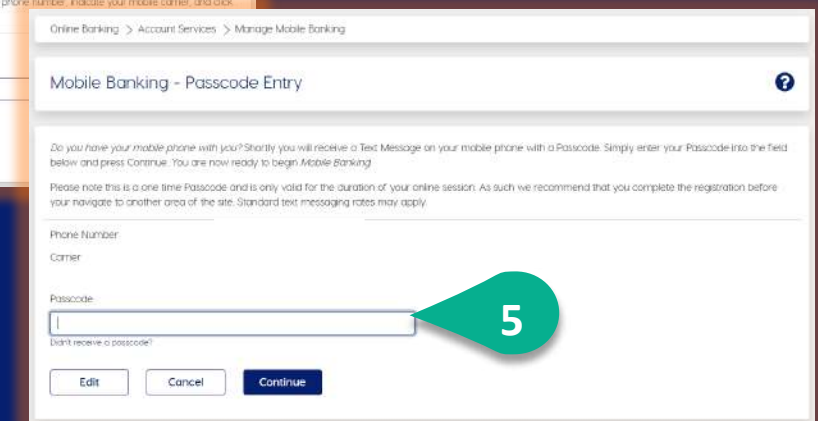 phone number, indicate your mobile carrier, and click
Online Banking > Account Services > Manage Mobile Banking
Mobile Banking - Passcode Entry
?
Do you have your mobile phone with you? Shortly you will receive a Text Message on your mobile phone with a Passcode. Simply enter your Passcode into the field
below and press Continue. You are now ready to begin Mobile Banking!
Please note this is a one time Passcode and is only valid for the duration of your online session. As such we recommend that you complete the registration before
your navigate to another area of the site. Standard text messaging rates may apply.
Phone Number
Carrier
Passcode
5
Didn't receive a passcode?
Edit Cancel Continue